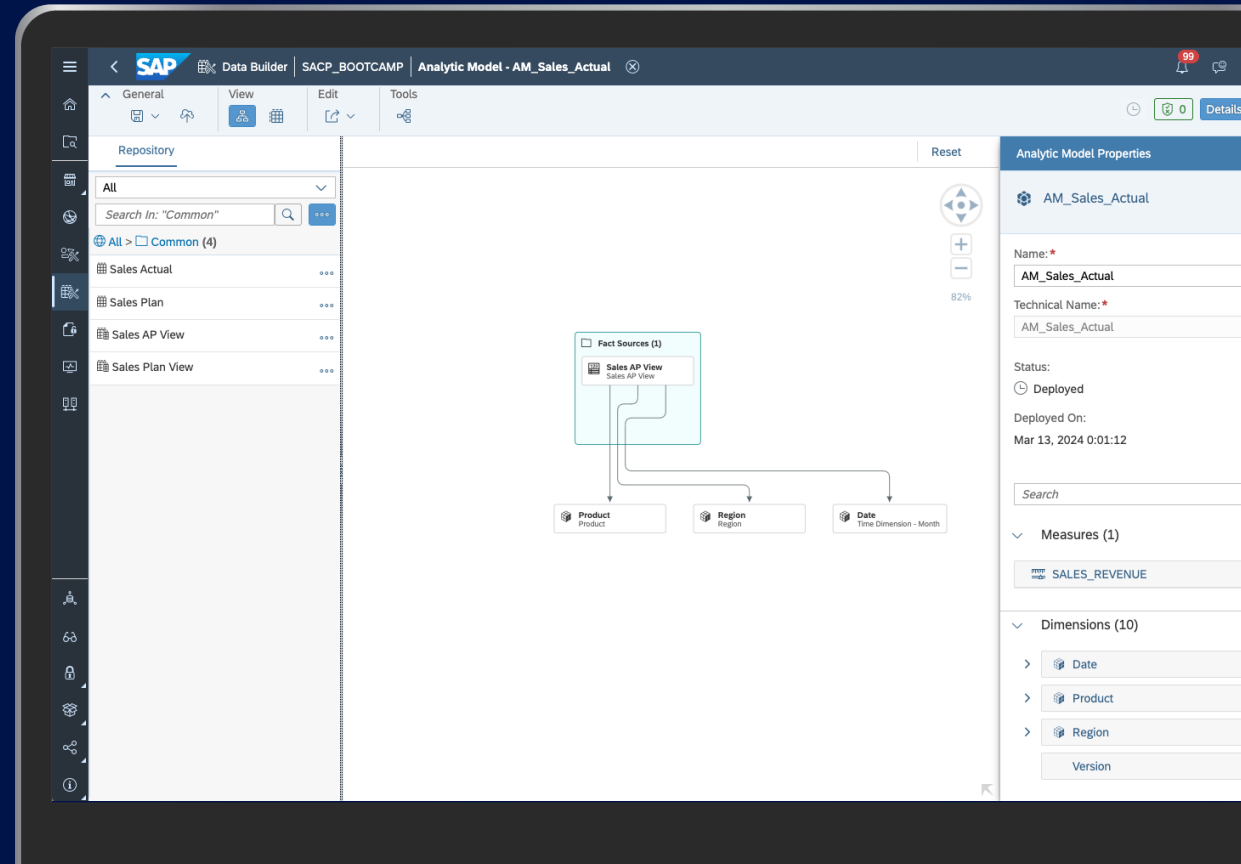 SAP Data Builder SACP_BOOTCAMP Analytic Model - AM_Sales_Actual 99
General View Edit Tools
0 Details
Repository
Reset
All
Search In: "Common"
All > Common (4)
Sales Actual
Sales Plan
Sales AP View
Sales Plan View
82%
Fact Sources (1)
Sales AP View
Sales AP View
Product
Product
Region
Region
Date
Time Dimension - Month
Analytic Model Properties
AM_Sales_Actual
Name:*
AM_Sales_Actual
Technical Name:*
AM_Sales_Actual
Status:
Deployed
Deployed On:
Mar 13, 2024 0:01:12
Search
Measures (1)
SALES_REVENUE
Dimensions (10)
Date
Product
Region
Version